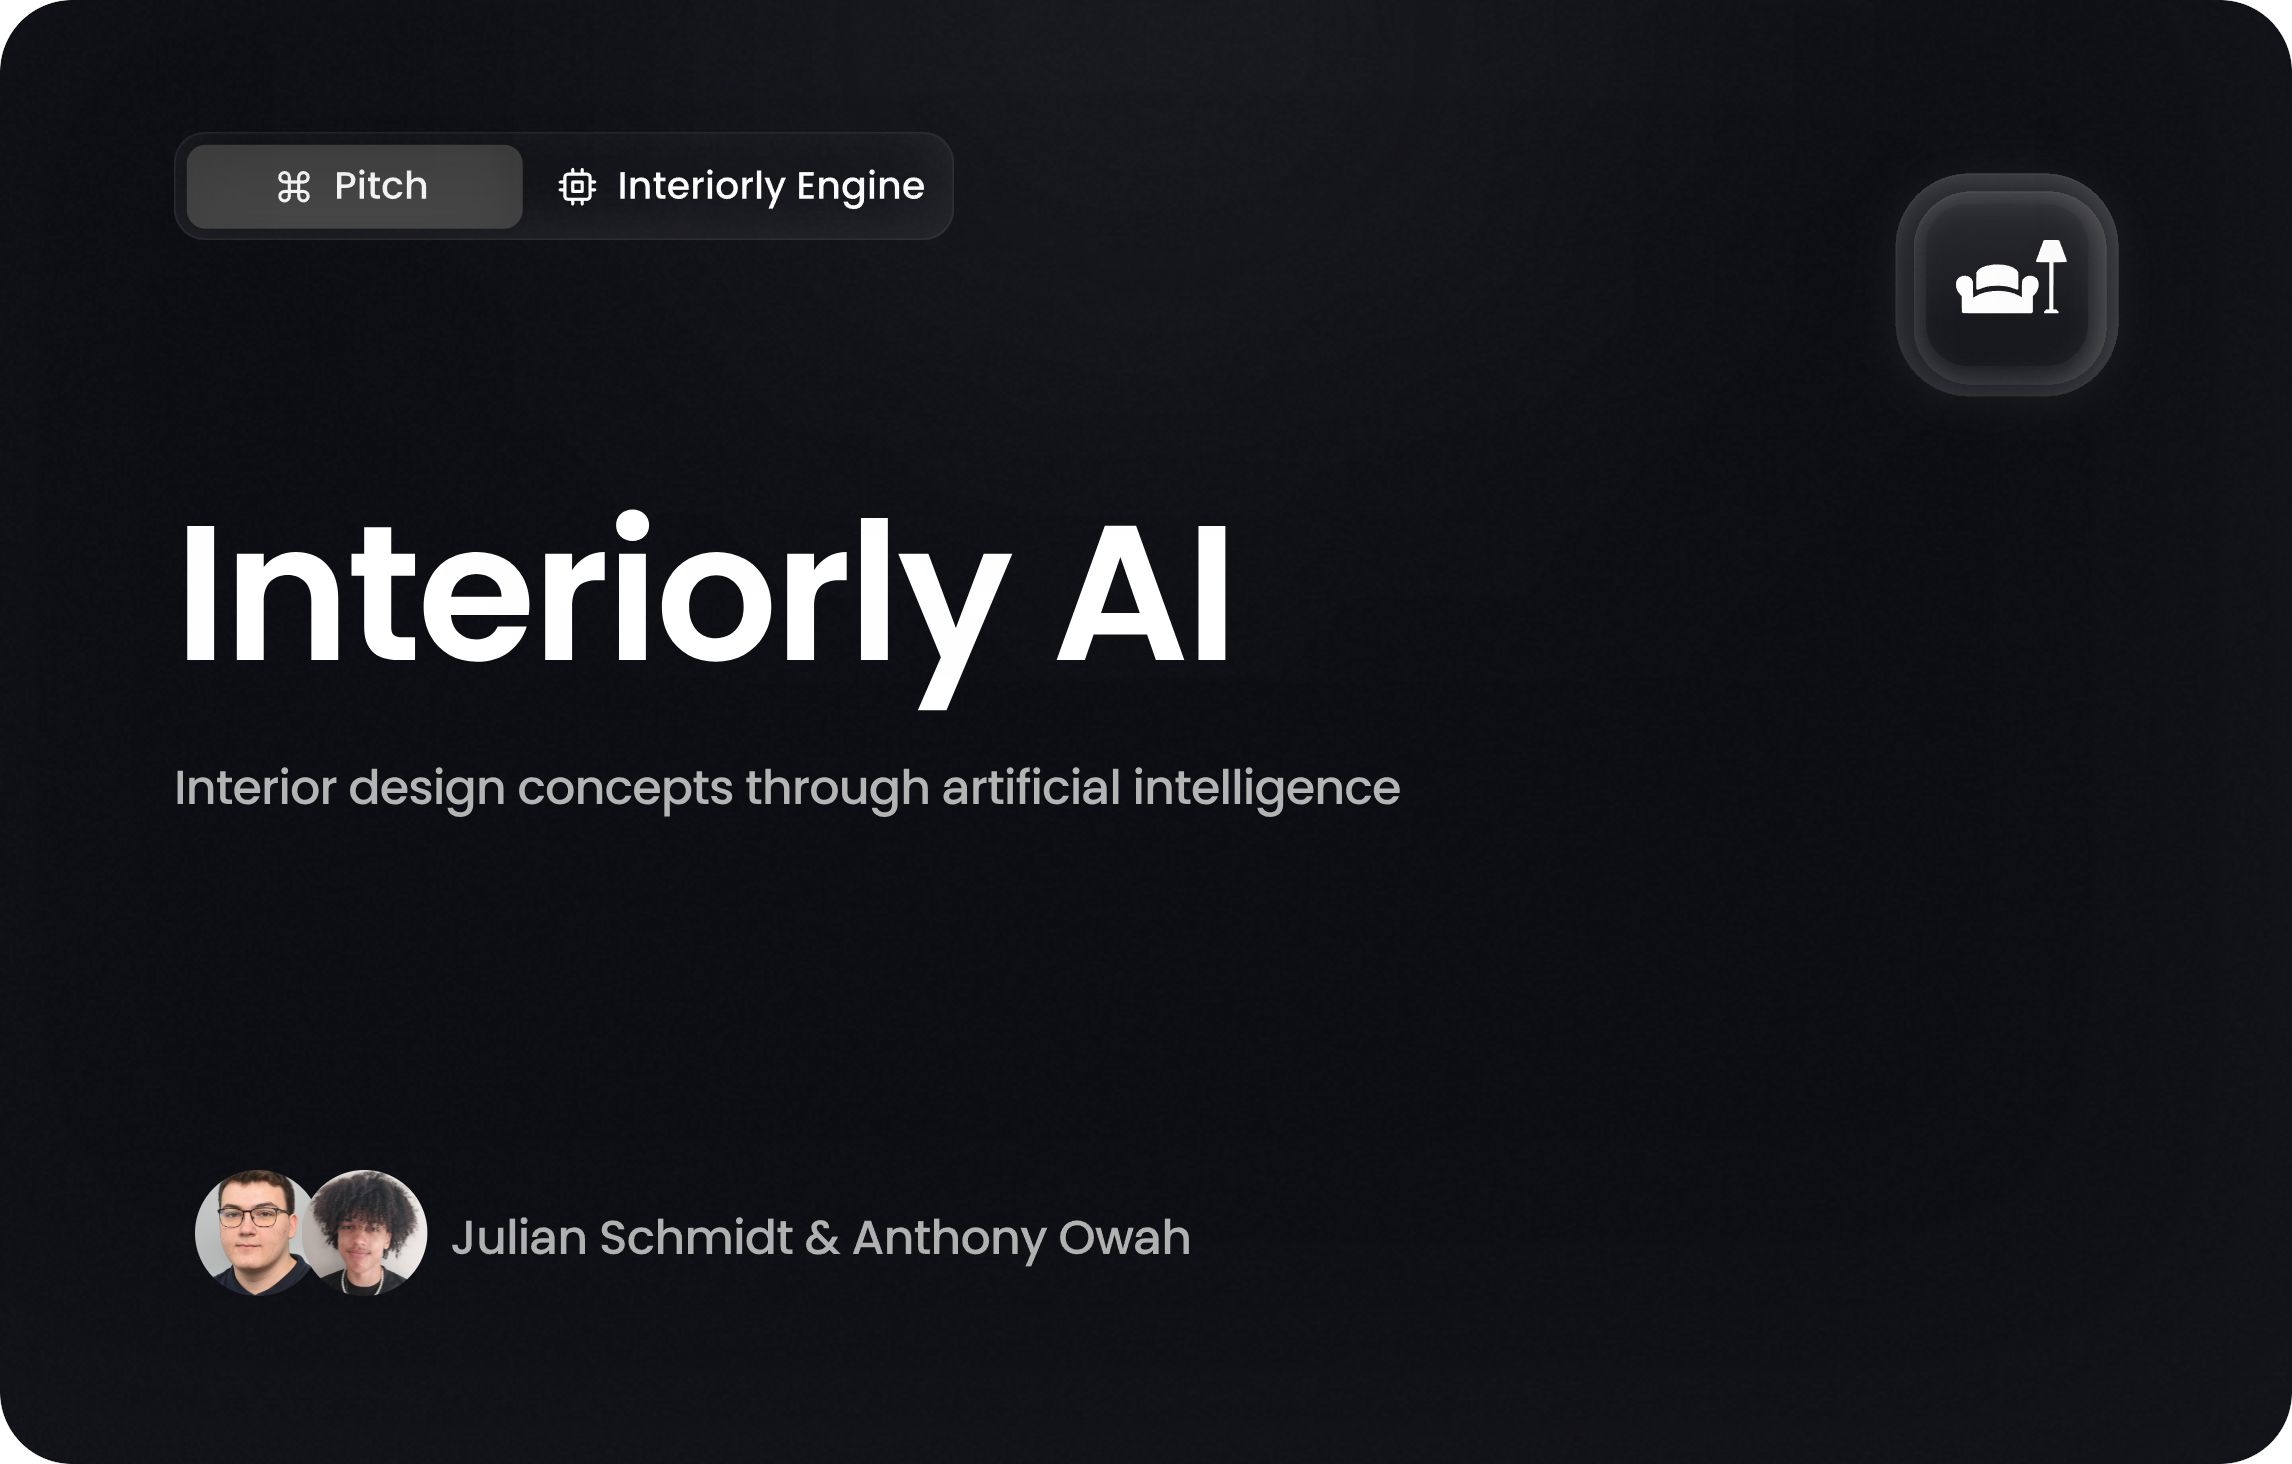 Pitch
Interiorly Engine
Interiorly AI
Interior design concepts through artificial intelligence
Julian Schmidt & Anthony Owah